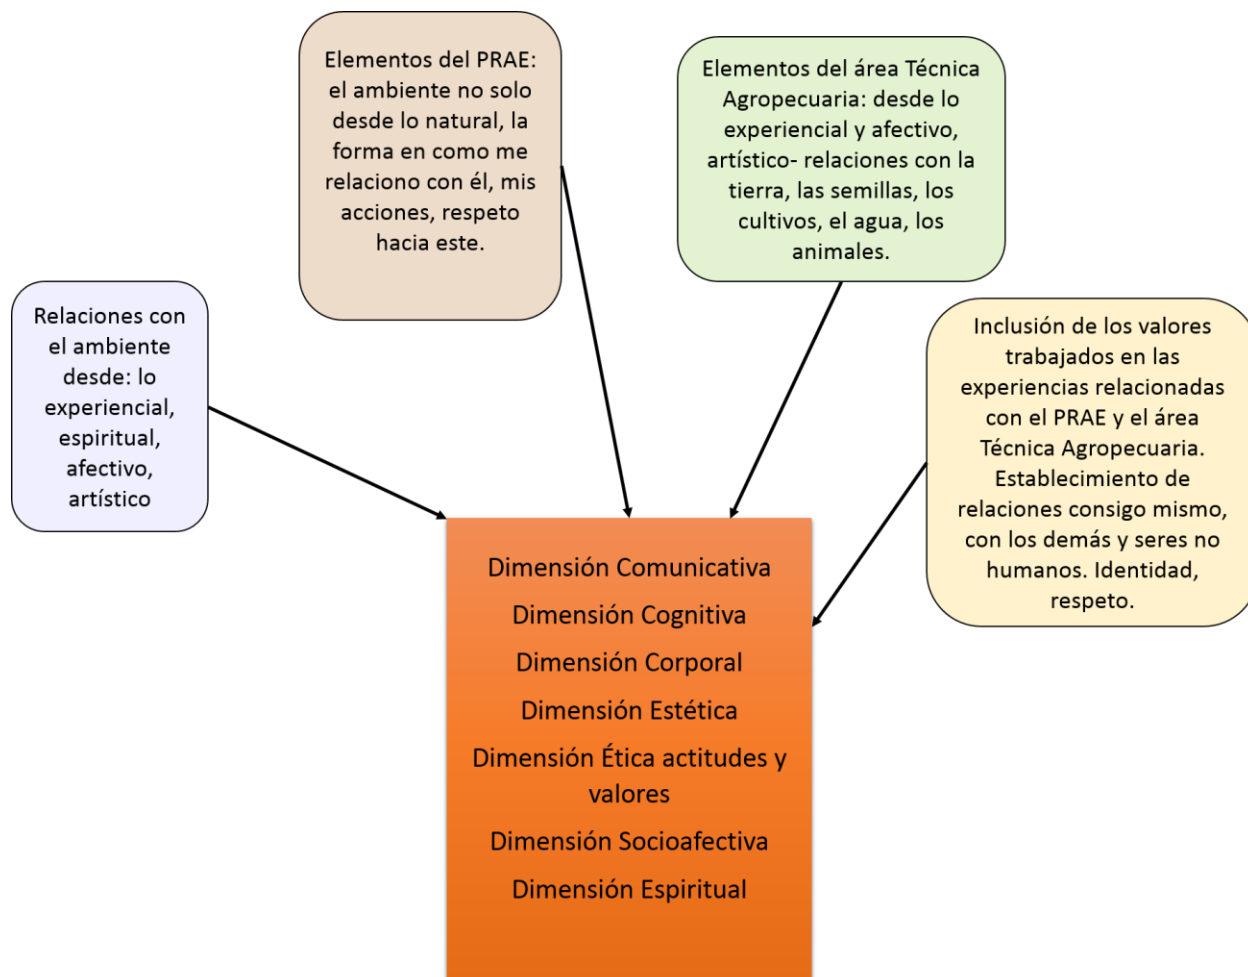 Elementos del PRAE:
el ambiente no solo
desde lo natural, la
forma en como me
relaciono con él, mis
acciones, respeto
hacia este.
Elementos del área Técnica
Agropecuaria: desde lo
experiencial y afectivo,
artístico- relaciones con la
tierra, las semillas, los
cultivos, el agua, los
animales.
Relaciones con
el ambiente
desde: lo
experiencial,
espiritual,
afectivo,
artístico
Inclusión de los valores
trabajados en las
experiencias relacionadas
con el PRAE y el área
Técnica Agropecuaria.
Establecimiento de
relaciones consigo mismo,
con los demás y seres no
humanos. Identidad,
respeto.
Dimensión Comunicativa
Dimensión Cognitiva
Dimensión Corporal
Dimensión Estética
Dimensión Ética actitudes y
valores
Dimensión Socioafectiva
Dimensión Espiritual